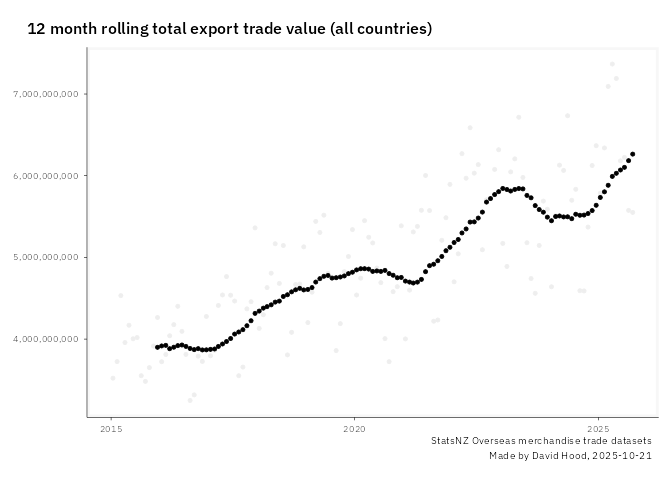 12 month rolling total export trade value (all countries)
7,000,000,000
6,000,000,000
5,000,000,000
4,000,000,000
2015
2020
2025
StatsNZ Overseas merchandise trade datasets
Made by David Hood, 2025-10-21